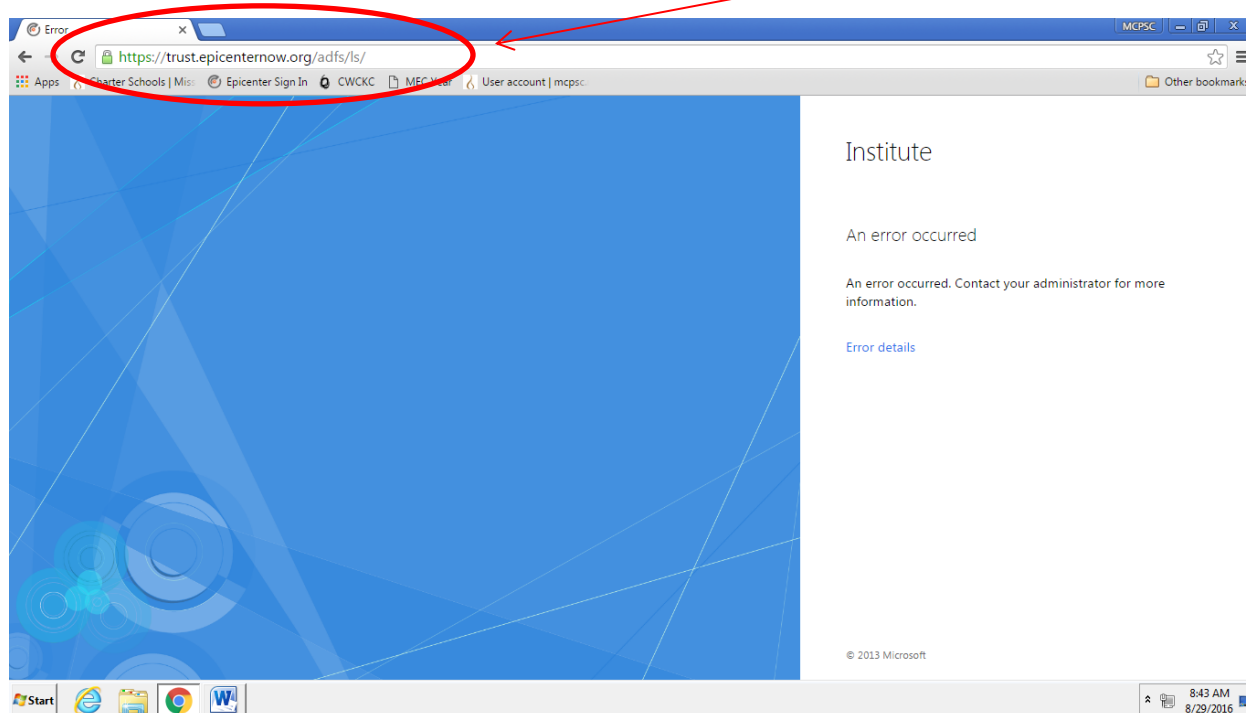 Error
MCPSC
https://trust.epicenternow.org/adfs/ls/
Apps
Charter Schools | Miss
Epicenter Sign In
CWCKC
MEC Year
User account | mcpsc.
Other bookmarks
Institute
An error occurred
An error occurred. Contact your administrator for more
information.
Error details
© 2013 Microsoft
Start
8:43 AM
8/29/2016